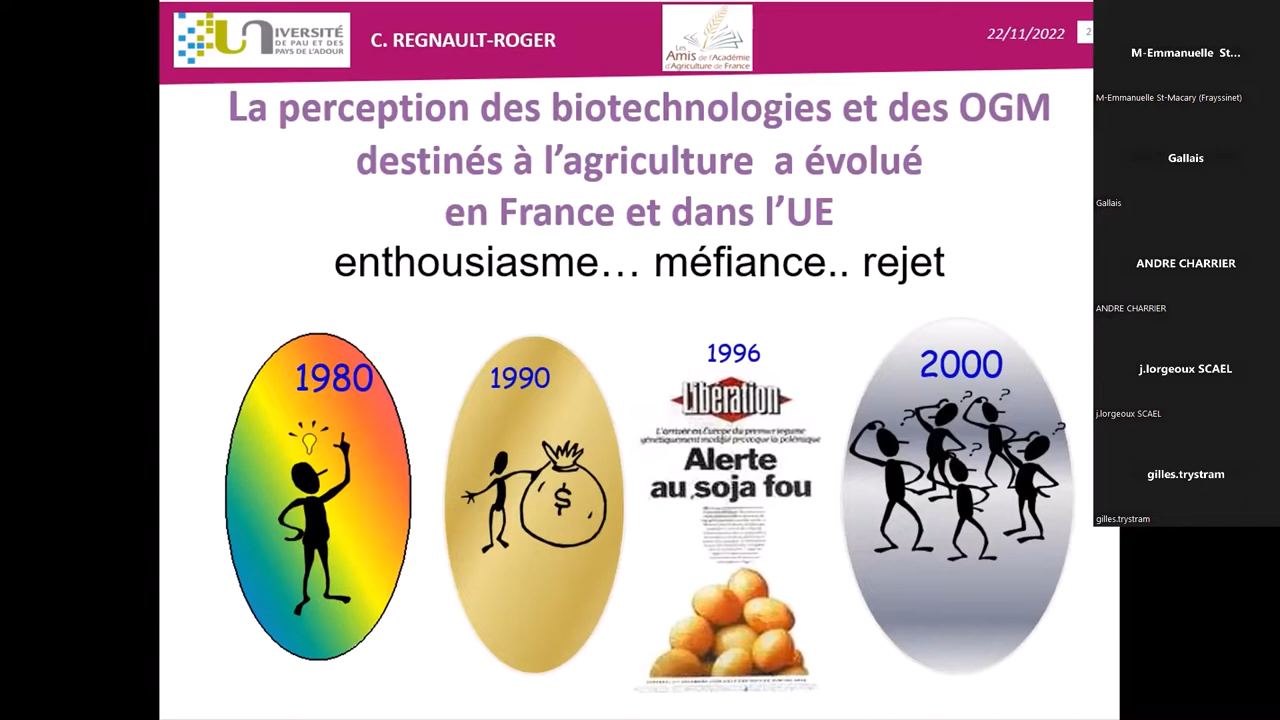 UNIVERSITÉ
DE PAU ET DES
PAYS DE L'ADOUR
C. REGNAULT-ROGER
Les
Amis de l'Académie
d'Agriculture de France
22/11/2022
2
La perception des biotechnologies et des OGM
destinés à l'agriculture a évolué
en France et dans l'UE
enthousiasme… méfiance.. rejet
1980
1990
$
1996
Libération
L'arrivée en Europe du premier légume
génétiquement modifié provoque la polémique
Alerte
au soja fou
2000
?
?
?
?
?
M-Emmanuelle St...
M-Emmanuelle St-Macary (Frayssinet)
Gallais
Gallais
ANDRE CHARRIER
ANDRE CHARRIER
j.lorgeoux SCAEL
j.lorgeoux SCAEL
gilles.trystram
gilles.trystram